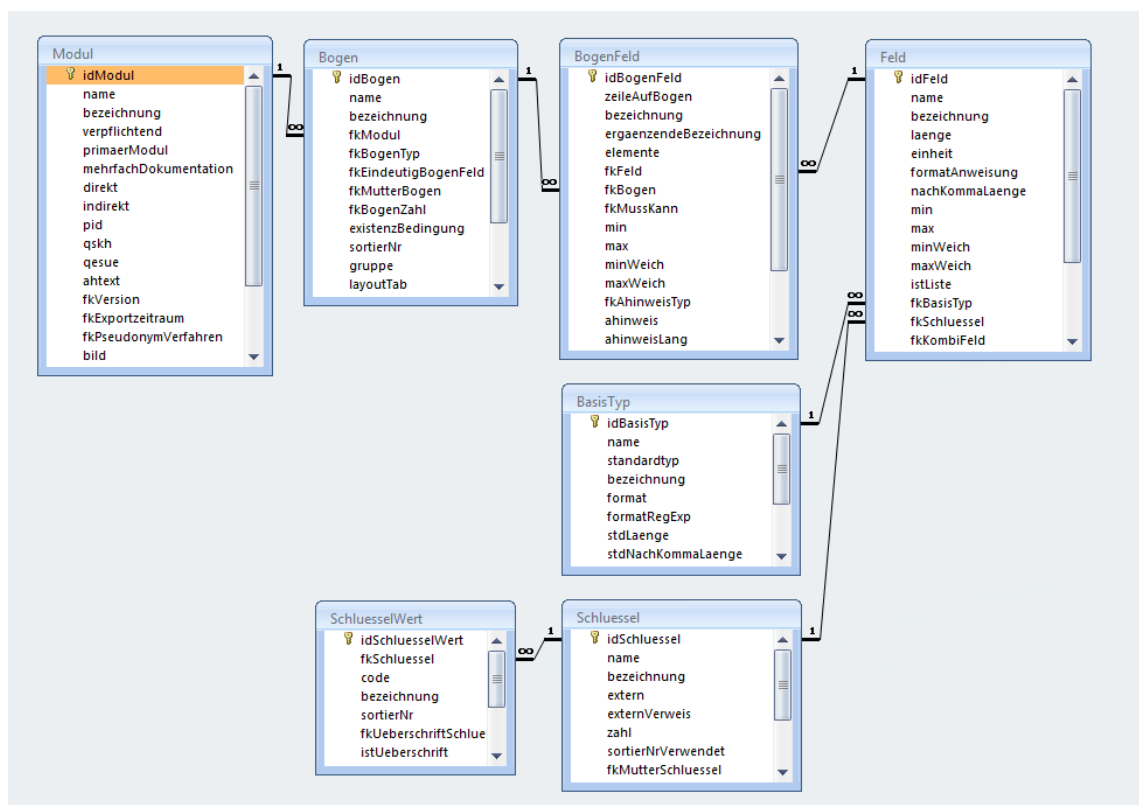 Modul
idModul
name
bezeichnung
verpflichtend
primaerModul
mehrfachDokumentation
direkt
indirekt
pid
qskh
qesue
ahtext
fkVersion
fkExportzeitraum
fkPseudonymVerfahren
bild
1
∞
Bogen
idBogen
name
bezeichnung
fkModul
fkBogenTyp
fkEindeutigBogenFeld
fkMutterBogen
fkBogenZahl
existenzBedingung
sortierNr
gruppe
layoutTab
1
∞
BogenFeld
idBogenFeld
zeileAufBogen
bezeichnung
ergaenzendeBezeichnung
elemente
fkFeld
fkBogen
fkMussKann
min
max
minWeich
maxWeich
fkAhinweisTyp
ahinweis
ahinweisLang
1
∞
Feld
idFeld
name
bezeichnung
laenge
einheit
formatAnweisung
nachKommaLaenge
min
max
minWeich
maxWeich
istListe
fkBasisTyp
fkSchluessel
fkKombiFeld
∞
∞
BasisTyp
idBasisTyp
name
standardtyp
bezeichnung
format
formatRegExp
stdLaenge
stdNachKommaLaenge
1
SchluesselWert
idSchluesselWert
fkSchluessel
code
bezeichnung
sortierNr
fkUeberschriftSchlue
istUeberschrift
1
∞
Schluessel
idSchluessel
name
bezeichnung
extern
externVerweis
zahl
sortierNrVerwendet
fkMutterSchluessel
1